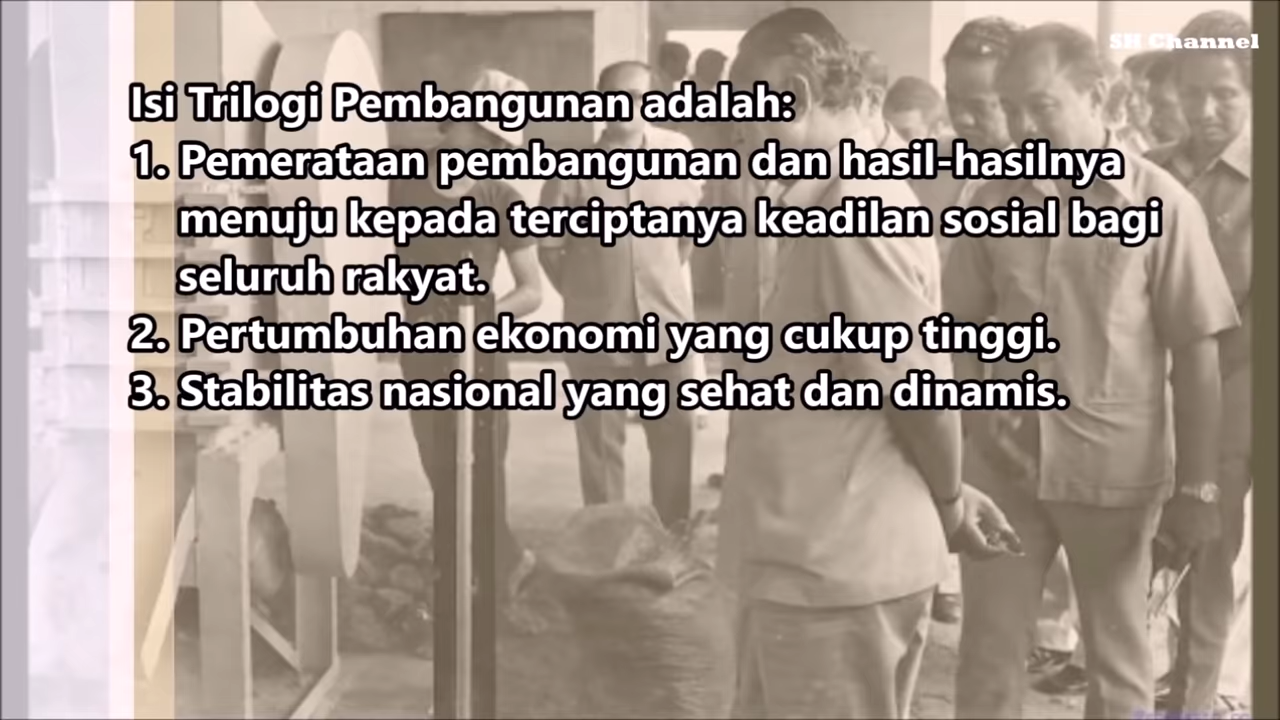 SH Channel
Isi Trilogi Pembangunan adalah:
1. Pemerataan pembangunan dan hasil-hasilnya
menuju kepada terciptanya keadilan sosial bagi
seluruh rakyat.
2. Pertumbuhan ekonomi yang cukup tinggi.
3. Stabilitas nasional yang sehat dan dinamis.